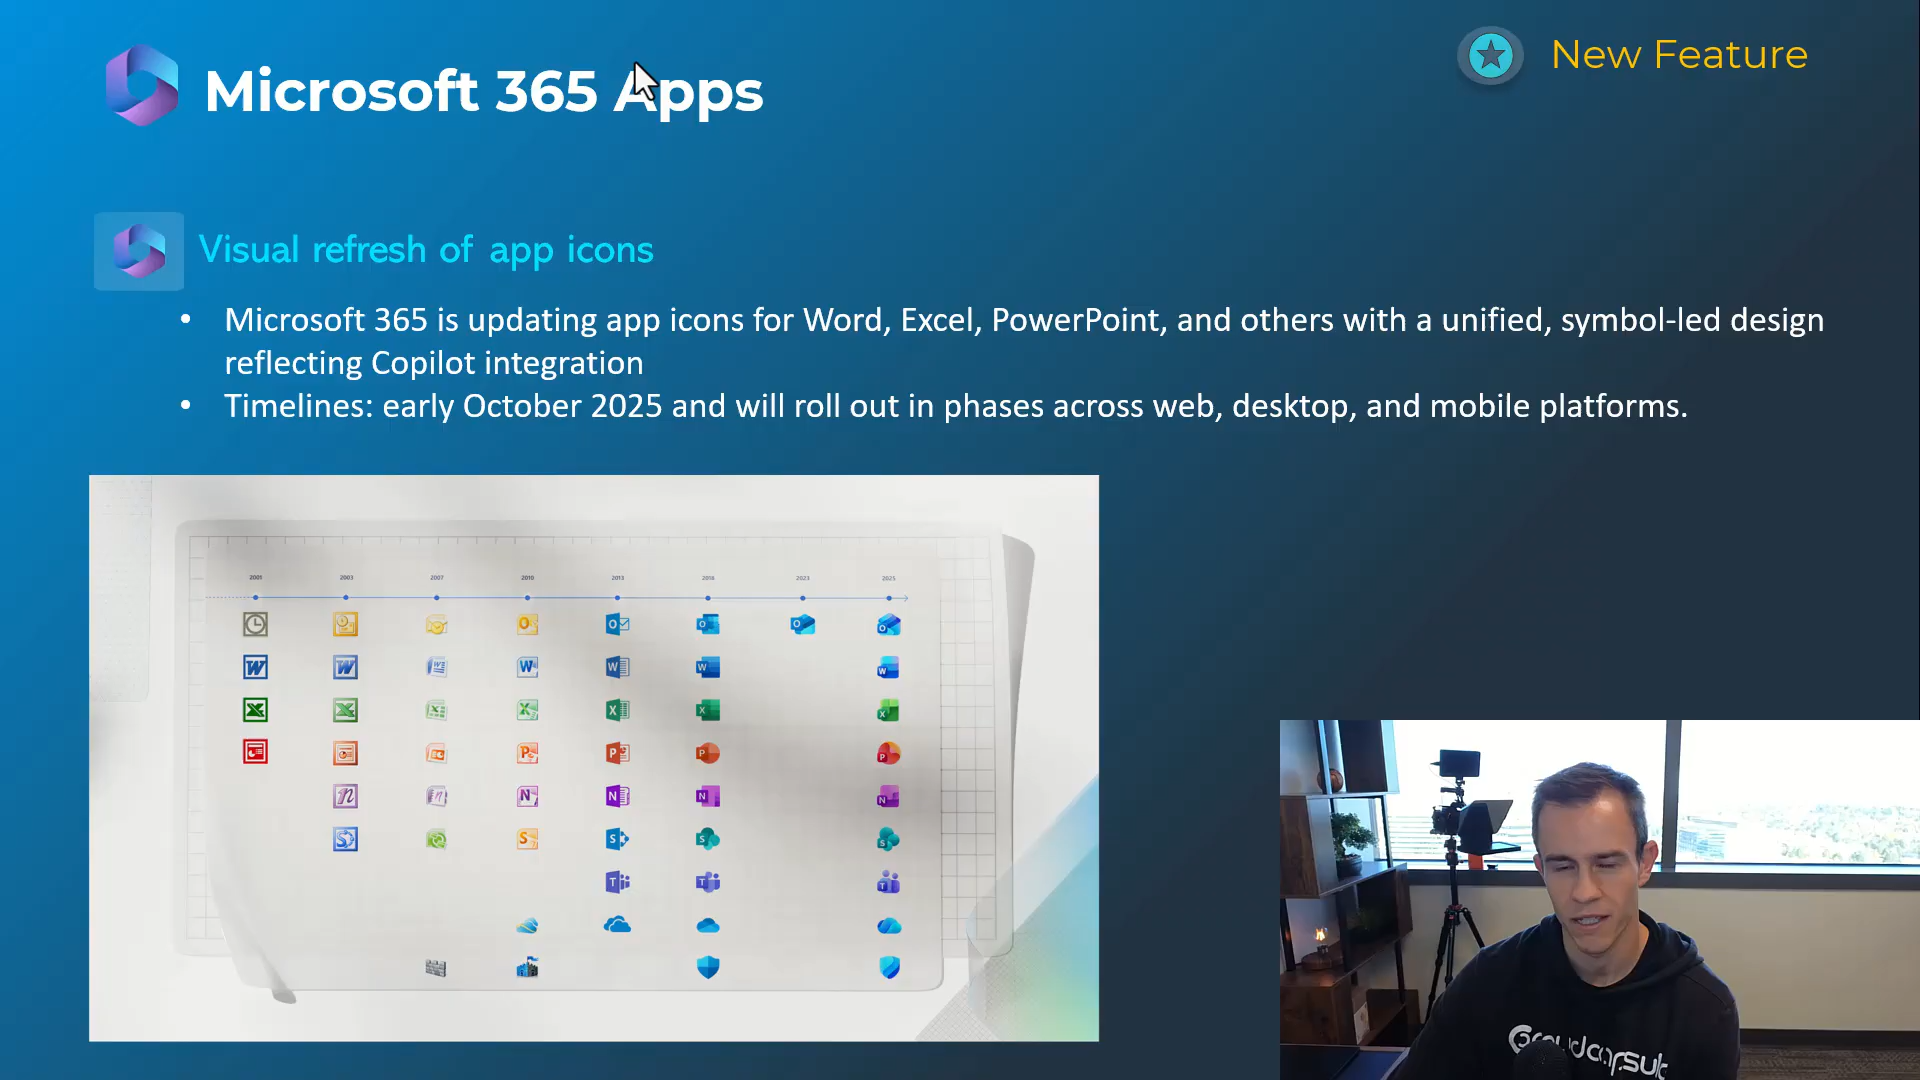 Microsoft 365 Apps
New Feature
Visual refresh of app icons
• Microsoft 365 is updating app icons for Word, Excel, PowerPoint, and others with a unified, symbol-led design
reflecting Copilot integration
• Timelines: early October 2025 and will roll out in phases across web, desktop, and mobile platforms.
2001 2003 2007 2010 2013 2018 2023 2025